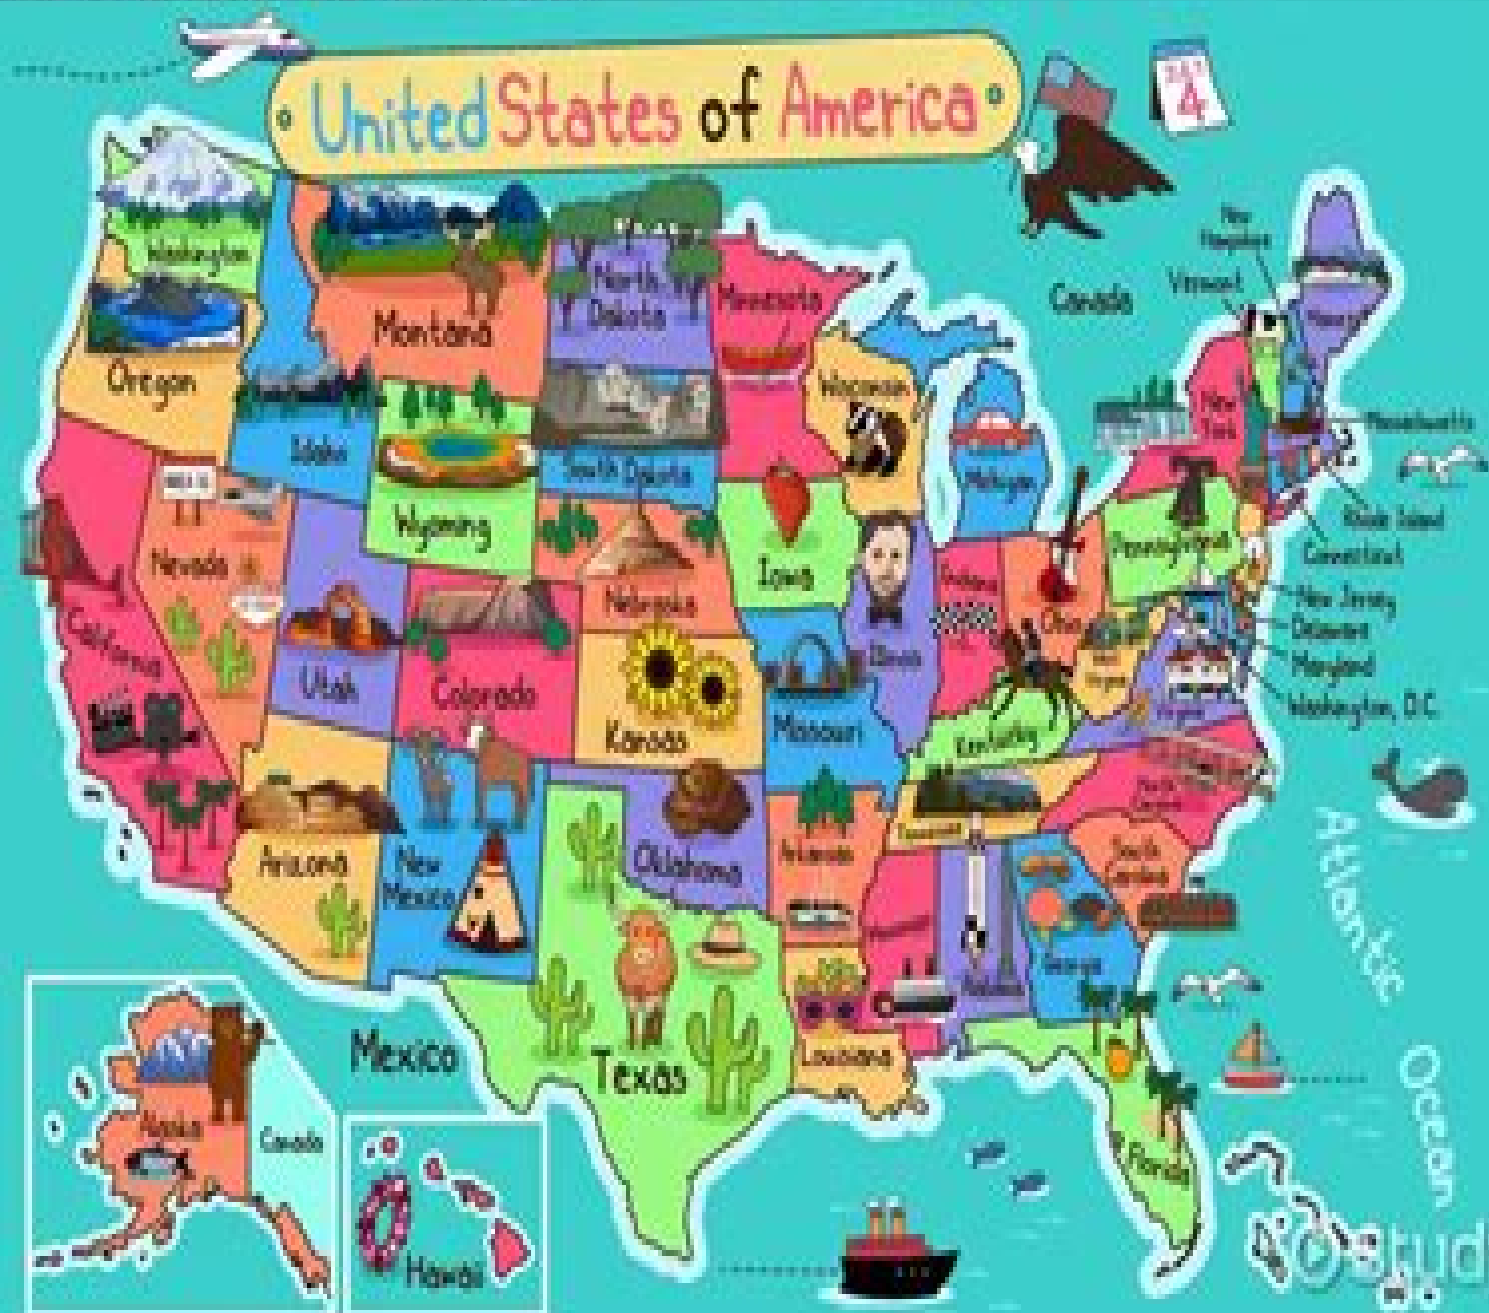 United States of America
4
New
Vermont
Canada
Washington
Montana
North
Dakota
Minnesota
Oregon
Idaho
Wisconsin
New
York
Massachusetts
South Dakota
Michigan
Wyoming
Rhode Island
Connecticut
Pennsylvania
Nevada
Iowa
Indiana
Ohio
Nebraska
New Jersey
Delaware
Maryland
Washington, D.C.
California
Utah
Colorado
Illinois
Kansas
Missouri
Kentucky
Arizona
New
Mexico
Oklahoma
Arkansas
South
Carolina
Georgia
Atlantic
Ocean
Mexico
Texas
Louisiana
Alaska
Canada
Florida
Hawaii
stud